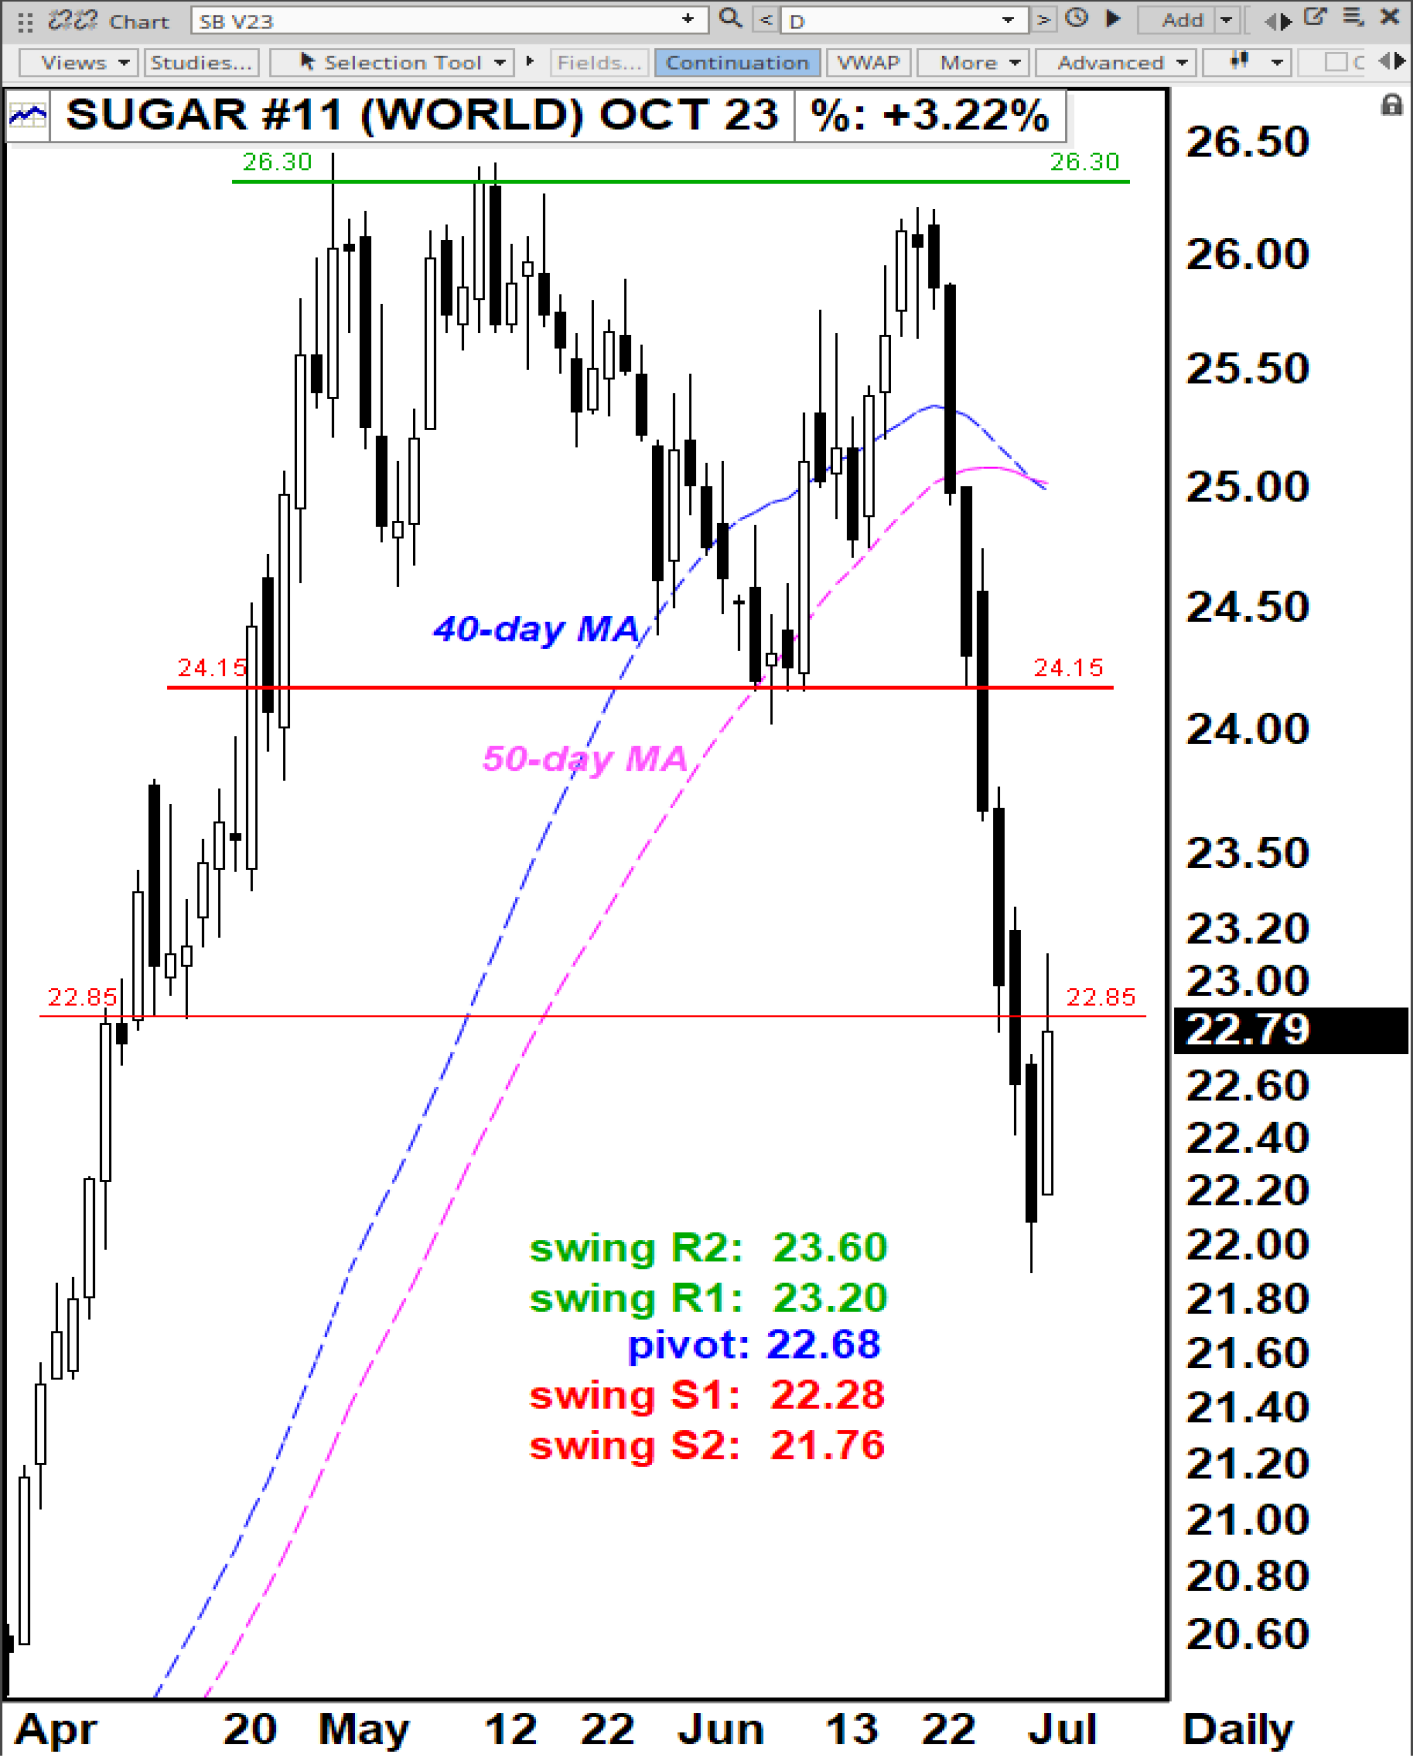 Chart SB V23 < D > Add
Views Studies... Selection Tool Fields... Continuation VWAP More Advanced C
SUGAR #11 (WORLD) OCT 23 %: +3.22%
26.30 26.30
40-day MA
24.15 24.15
50-day MA
22.85 22.85
swing R2: 23.60
swing R1: 23.20
pivot: 22.68
swing S1: 22.28
swing S2: 21.76
26.50
26.00
25.50
25.00
24.50
24.00
23.50
23.20
23.00
22.79
22.60
22.40
22.20
22.00
21.80
21.60
21.40
21.20
21.00
20.80
20.60
Apr 20 May 12 22 Jun 13 22 Jul Daily